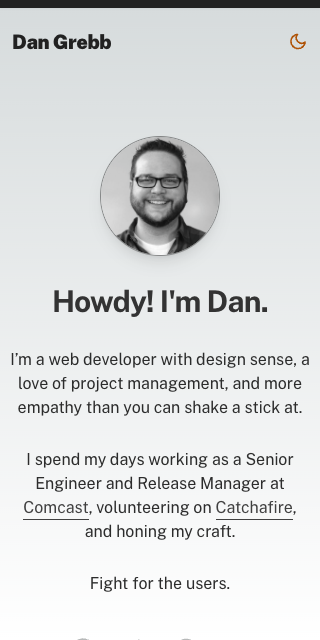 Dan Grebb
Howdy! I'm Dan.
I’m a web developer with design sense, a
love of project management, and more
empathy than you can shake a stick at.
I spend my days working as a Senior
Engineer and Release Manager at
Comcast, volunteering on Catchafire,
and honing my craft.
Fight for the users.